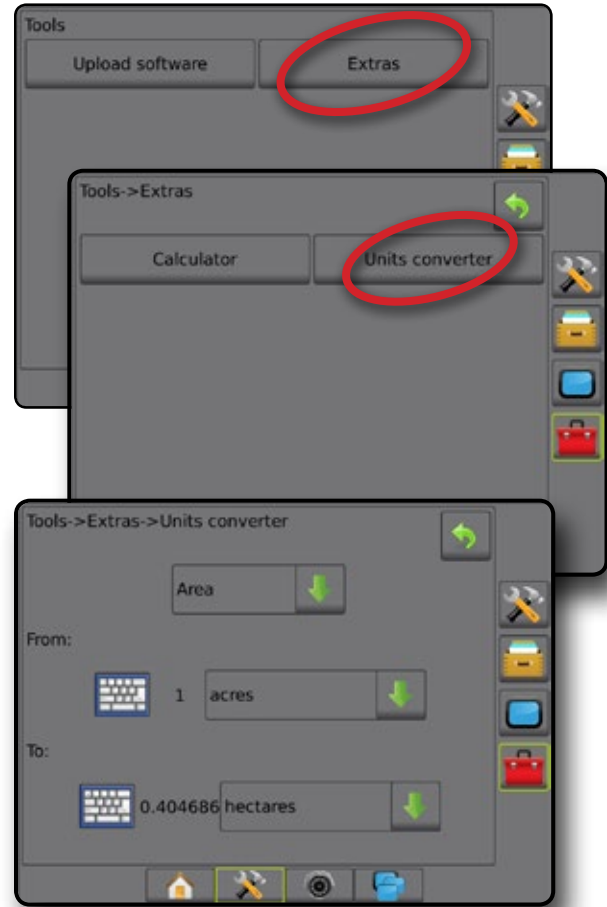 Tools
Upload software Extras
Tools->Extras
Calculator Units converter
Tools->Extras->Units converter
Area
From:
1 acres
To:
0.404686 hectares